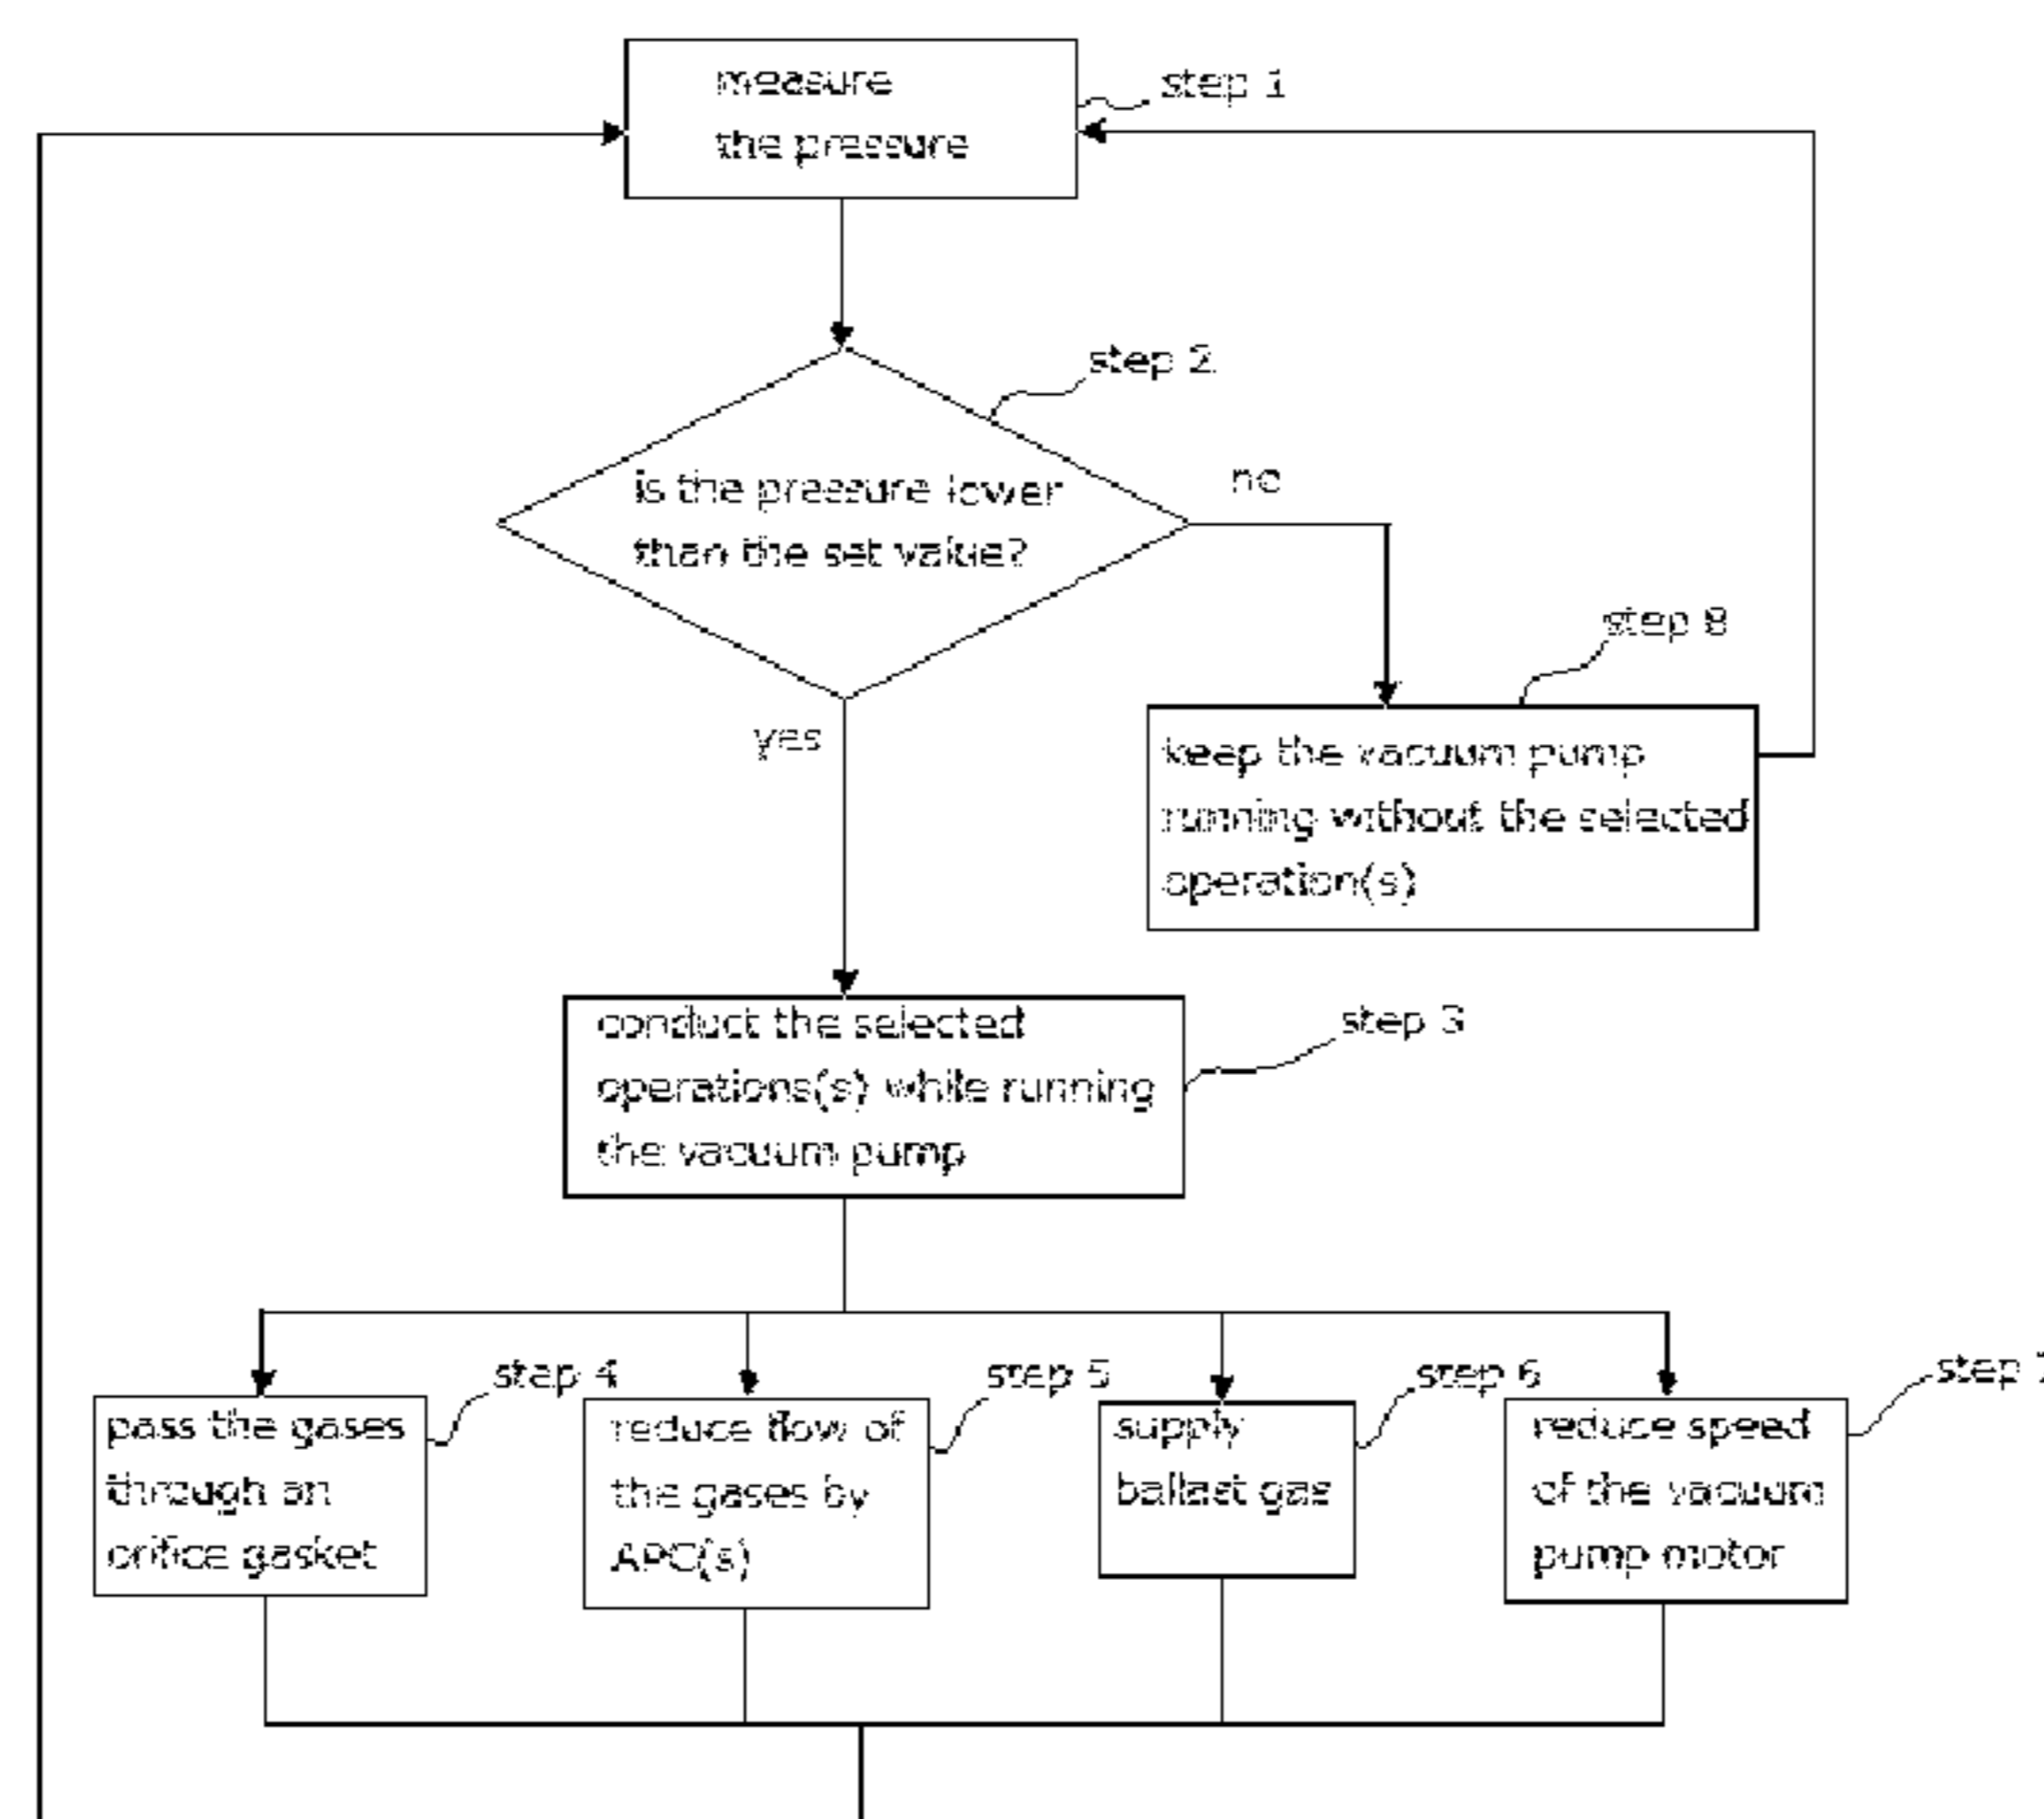 measure
the pressure
step 1
step 2
is the pressure lower
than the set value?
no
yes
step 8
keep the vacuum pump
running without the selected
operation(s)
conduct the selected
operations(s) while running
the vacuum pump
step 3
step 4
pass the gases
through an
orifice gasket
step 5
reduce flow of
the gases by
APC(s)
step 6
supply
ballast gas
step
reduce speed
of the vacuum
pump motor